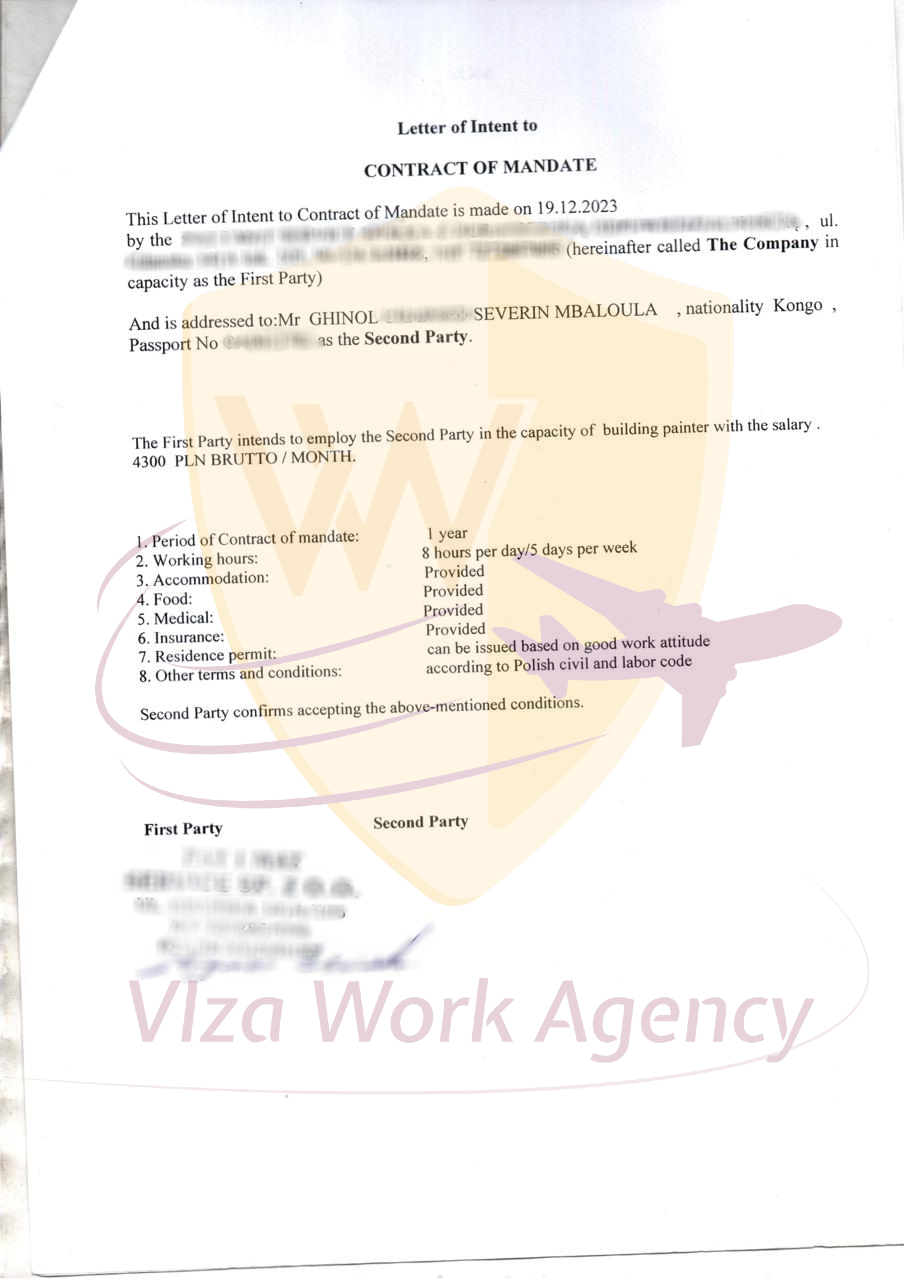 Letter of Intent to
CONTRACT OF MANDATE
This Letter of Intent to Contract of Mandate is made on 19.12.2023
by the , ul.
(hereinafter called The Company in
capacity as the First Party)
And is addressed to:Mr GHINOL SEVERIN MBALOULA , nationality Kongo ,
Passport No as the Second Party.
The First Party intends to employ the Second Party in the capacity of building painter with the salary .
4300 PLN BRUTTO / MONTH.
1. Period of Contract of mandate: 1 year
2. Working hours: 8 hours per day/5 days per week
3. Accommodation: Provided
4. Food: Provided
5. Medical: Provided
6. Insurance: Provided
7. Residence permit: can be issued based on good work attitude
8. Other terms and conditions: according to Polish civil and labor code
Second Party confirms accepting the above-mentioned conditions.
First Party Second Party
VIza Work Agency